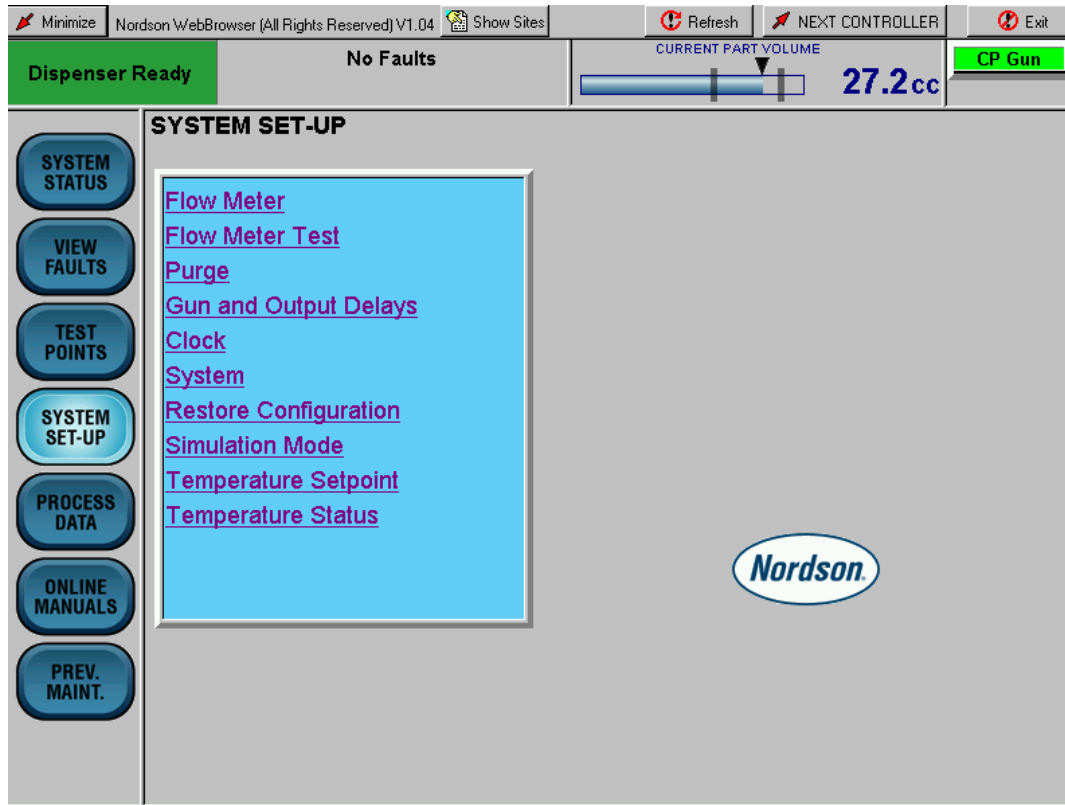 Minimize
Nordson WebBrowser (All Rights Reserved) V1.04
Show Sites
Refresh
NEXT CONTROLLER
Exit
Dispenser Ready
No Faults
CURRENT PART VOLUME
27.2cc
CP Gun
SYSTEM SET-UP
SYSTEM
STATUS
VIEW
FAULTS
TEST
POINTS
SYSTEM
SET-UP
PROCESS
DATA
ONLINE
MANUALS
PREV.
MAINT.
Flow Meter
Flow Meter Test
Purge
Gun and Output Delays
Clock
System
Restore Configuration
Simulation Mode
Temperature Setpoint
Temperature Status
Nordson.